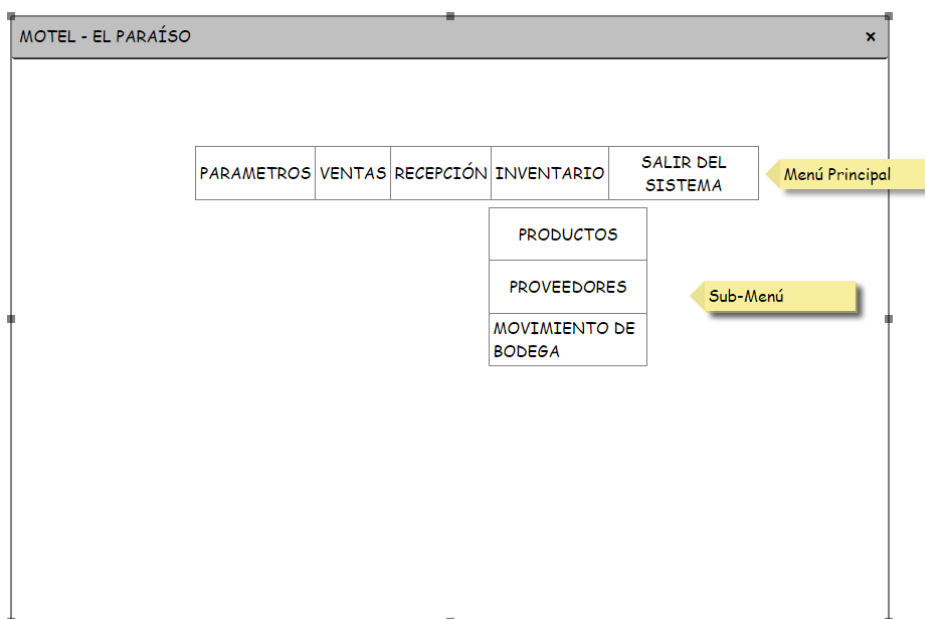 MOTEL - EL PARAÍSO
×
PARAMETROS VENTAS RECEPCIÓN INVENTARIO SALIR DEL
SISTEMA
Menú Principal
PRODUCTOS
PROVEEDORES
Sub-Menú
MOVIMIENTO DE
BODEGA